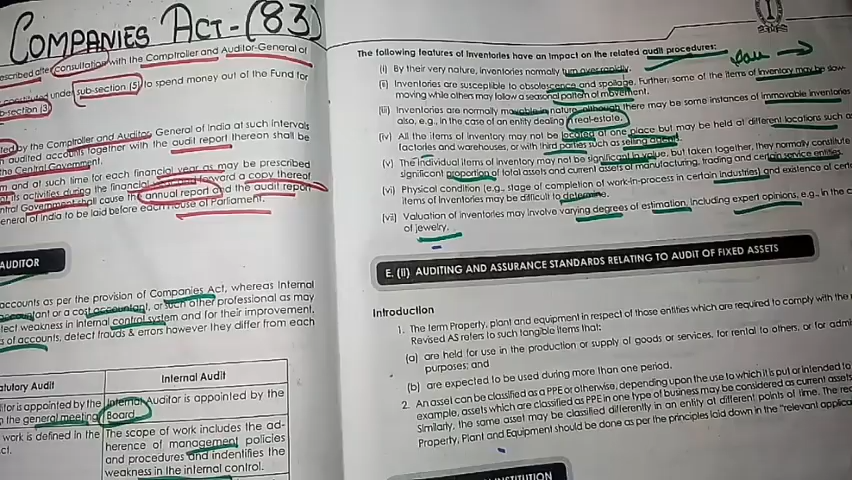 COMPANIES ACT-(83)
escribed after consultation with the Comptroller and Auditor-General of
constituted under sub-section (5) to spend money out of the Fund for
b-section (3)
by the Comptroller and Auditor General of India at such intervals
audited accounts together with the audit report thereon shall be
the Central Government.
m and at such time for each financial year as may be prescribed
of its activities during the financial forward a copy thereof
ntral Government shall cause the annual report and the audit report
eneral of India to be laid before each House of Parliament.
AUDITOR
accounts as per the provision of Companies Act, whereas Internal
accountant or a cost accountant, or such other professional as may
tect weakness in internal control system and for their improvement.
s of accounts, detect frauds & errors however they differ from each
atutory Audit
Internal Audit
itor is appointed by the
n the general meeting
Internal Auditor is appointed by the
Board.
work is defined in the
ct.
The scope of work includes the ad-
herence of management policies
and procedures and indentifies the
weakness in the internal control.
The following features of Inventories have an impact on the related audit procedures:
(i) By their very nature, inventories normally turn over rapidly.
(ii) Inventories are susceptible to obsolescence and spoilage. Further, some of the items of inventory may be slow-
moving while others may follow a seasonal pattern of movement.
(iii) Inventories are normally movable in nature, although there may be some instances of immovable inventories
also, e.g., in the case of an entity dealing real-estate.
(iv) All the items of inventory may not be located at one place but may be held at different locations such as
factories and warehouses, or with third parties such as selling agents.
(v) The individual items of inventory may not be significant in value, but taken together, they normally constitute
significant proportion of total assets and current assets of manufacturing, trading and certain service entities.
(vi) Physical condition (e.g., stage of completion of work-in-process in certain industries) and existence of certa
items of inventories may be difficult to determine.
(vii) Valuation of inventories may involve varying degrees of estimation, including expert opinions, e.g., in the c
of jewelry.
E. (II) AUDITING AND ASSURANCE STANDARDS RELATING TO AUDIT OF FIXED ASSETS
Introduction
1. The term Property, plant and equipment in respect of those entities which are required to comply with the
Revised AS refers to such tangible items that:
(a) are held for use in the production or supply of goods or services, for rental to others, or for admi
purposes; and
(b) are expected to be used during more than one period.
2. An asset can be classified as a PPE or otherwise, depending upon the use to which it is put or intended to
example, assets which are classified as PPE in one type of business may be considered as current assets
Similarly, the same asset may be classified differently in an entity at different points of time. The rec
Property, Plant and Equipment should be done as per the principles laid down in the "relevant applica
INSTITUTION